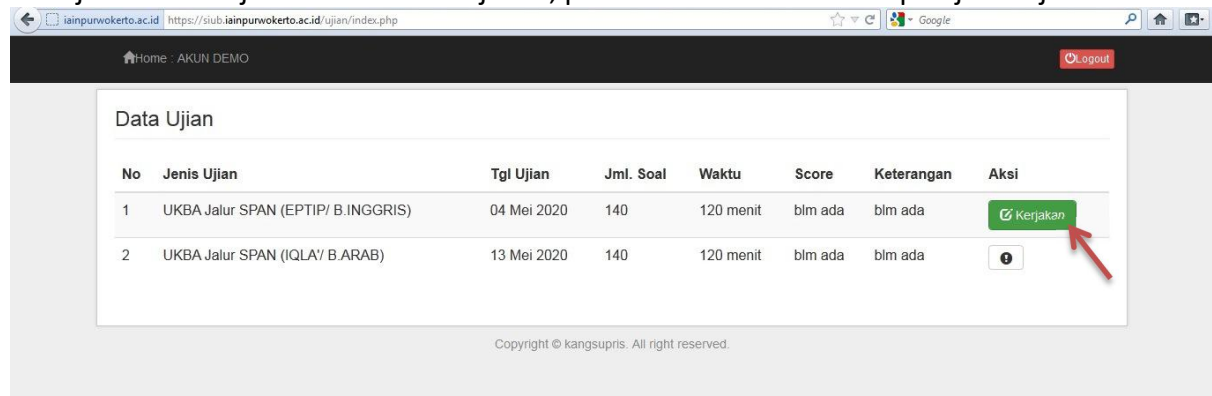 iainpurwokerto.ac.id https://siub.iainpurwokerto.ac.id/ujian/index.php Google
Home : AKUN DEMO Logout
Data Ujian
No Jenis Ujian Tgl Ujian Jml. Soal Waktu Score Keterangan Aksi
1 UKBA Jalur SPAN (EPTIP/ B.INGGRIS) 04 Mei 2020 140 120 menit blm ada blm ada Kerjakan
2 UKBA Jalur SPAN (IQLA'/ B.ARAB) 13 Mei 2020 140 120 menit blm ada blm ada
Copyright © kangsupris. All right reserved.